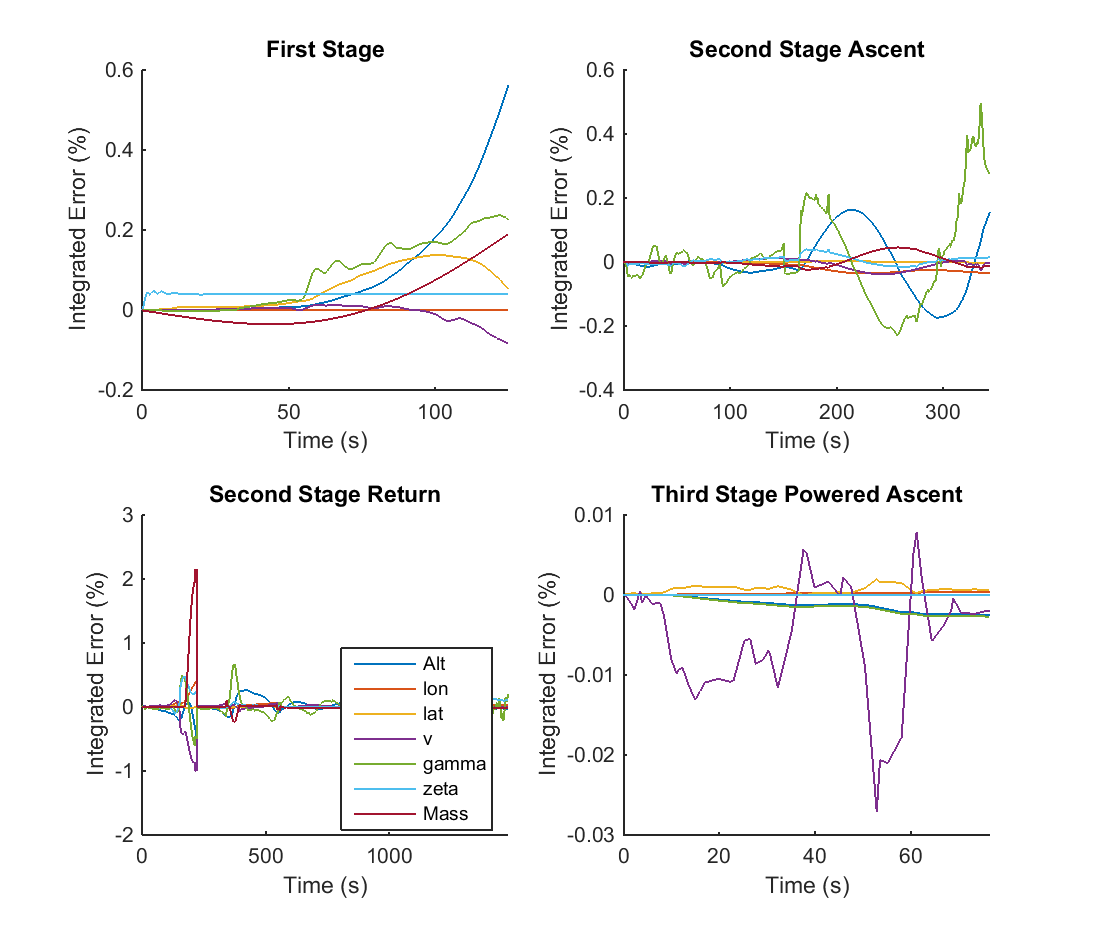 First Stage
0.6
0.4
0.2
0
-0.2
Integrated Error (%)
0 50 100
Time (s)
Second Stage Ascent
0.6
0.4
0.2
0
-0.2
-0.4
Integrated Error (%)
0 100 200 300
Time (s)
Second Stage Return
3
2
1
0
-1
-2
Integrated Error (%)
Alt
lon
lat
v
gamma
zeta
Mass
0 500 1000
Time (s)
Third Stage Powered Ascent
0.01
0
-0.01
-0.02
-0.03
Integrated Error (%)
0 20 40 60
Time (s)